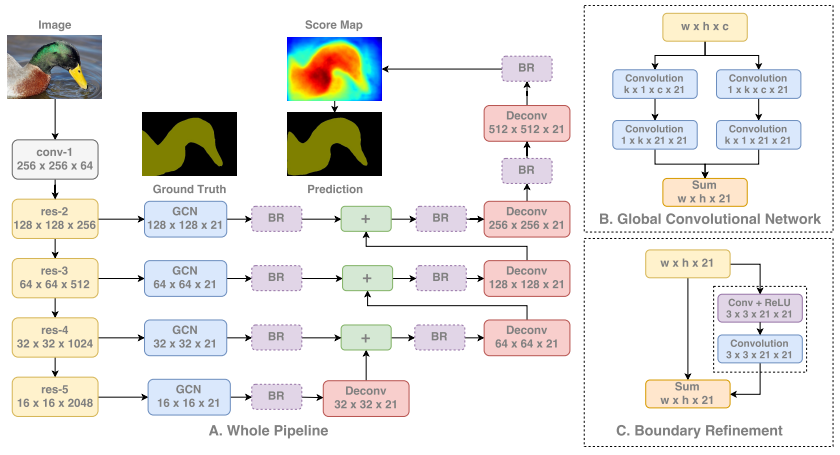 Image
Score Map
BR
Deconv
512 x 512 x 21
BR
Ground Truth
Prediction
conv-1
256 x 256 x 64
res-2
128 x 128 x 256
GCN
128 x 128 x 21
BR
+
BR
Deconv
256 x 256 x 21
res-3
64 x 64 x 512
GCN
64 x 64 x 21
BR
+
BR
Deconv
128 x 128 x 21
res-4
32 x 32 x 1024
GCN
32 x 32 x 21
BR
+
BR
Deconv
64 x 64 x 21
res-5
16 x 16 x 2048
GCN
16 x 16 x 21
BR
Deconv
32 x 32 x 21
A. Whole Pipeline
w x h x c
Convolution
k x 1 x c x 21
Convolution
1 x k x c x 21
Convolution
1 x k x 21 x 21
Convolution
k x 1 x 21 x 21
Sum
w x h x 21
B. Global Convolutional Network
w x h x 21
Conv + ReLU
3 x 3 x 21 x 21
Convolution
3 x 3 x 21 x 21
Sum
w x h x 21
C. Boundary Refinement